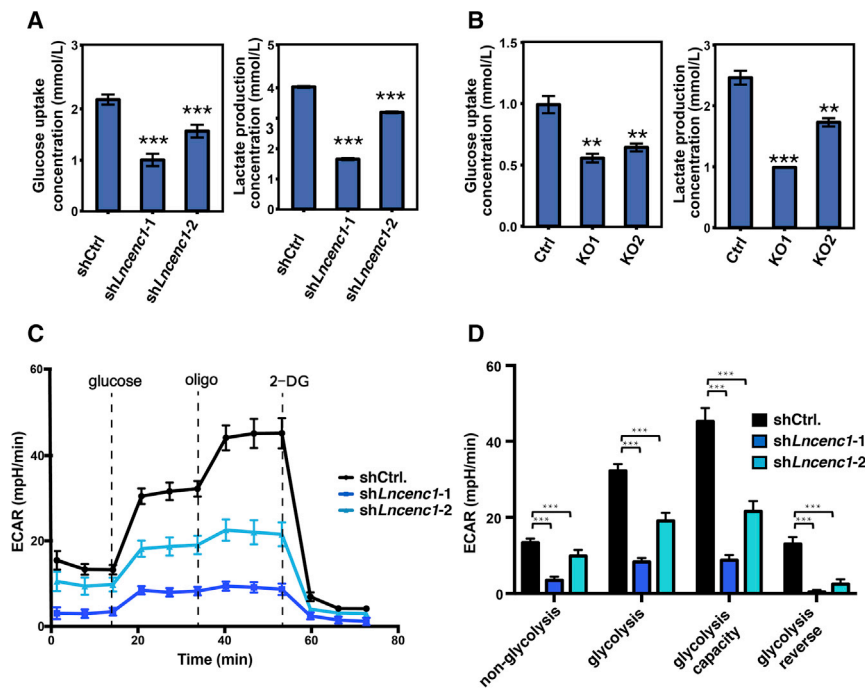 A
Glucose uptake
concentration (mmol/L)
2
1
0
shCtrl
shLncenc1-1
shLncenc1-2
***
***
Lactate production
concentration (mmol/L)
4
5
2
1
0
shCtrl
shLncenc1-1
shLncenc1-2
***
***
B
Glucose uptake
concentration (mmol/L)
1.5
1.0
0.5
0.0
Ctrl
KO1
KO2
**
**
Lactate production
concentration (mmol/L)
3
2
1
0
Ctrl
KO1
KO2
***
**
C
ECAR (mpH/min)
60
40
20
0
0
20
40
60
80
Time (min)
glucose
oligo
2-DG
shCtrl.
shLncenc1-1
shLncenc1-2
D
ECAR (mpH/min)
60
40
20
0
***
***
***
***
***
***
***
***
shCtrl.
shLncenc1-1
shLncenc1-2
non-glycolysis
glycolysis
glycolysis
capacity
glycolysis
reverse